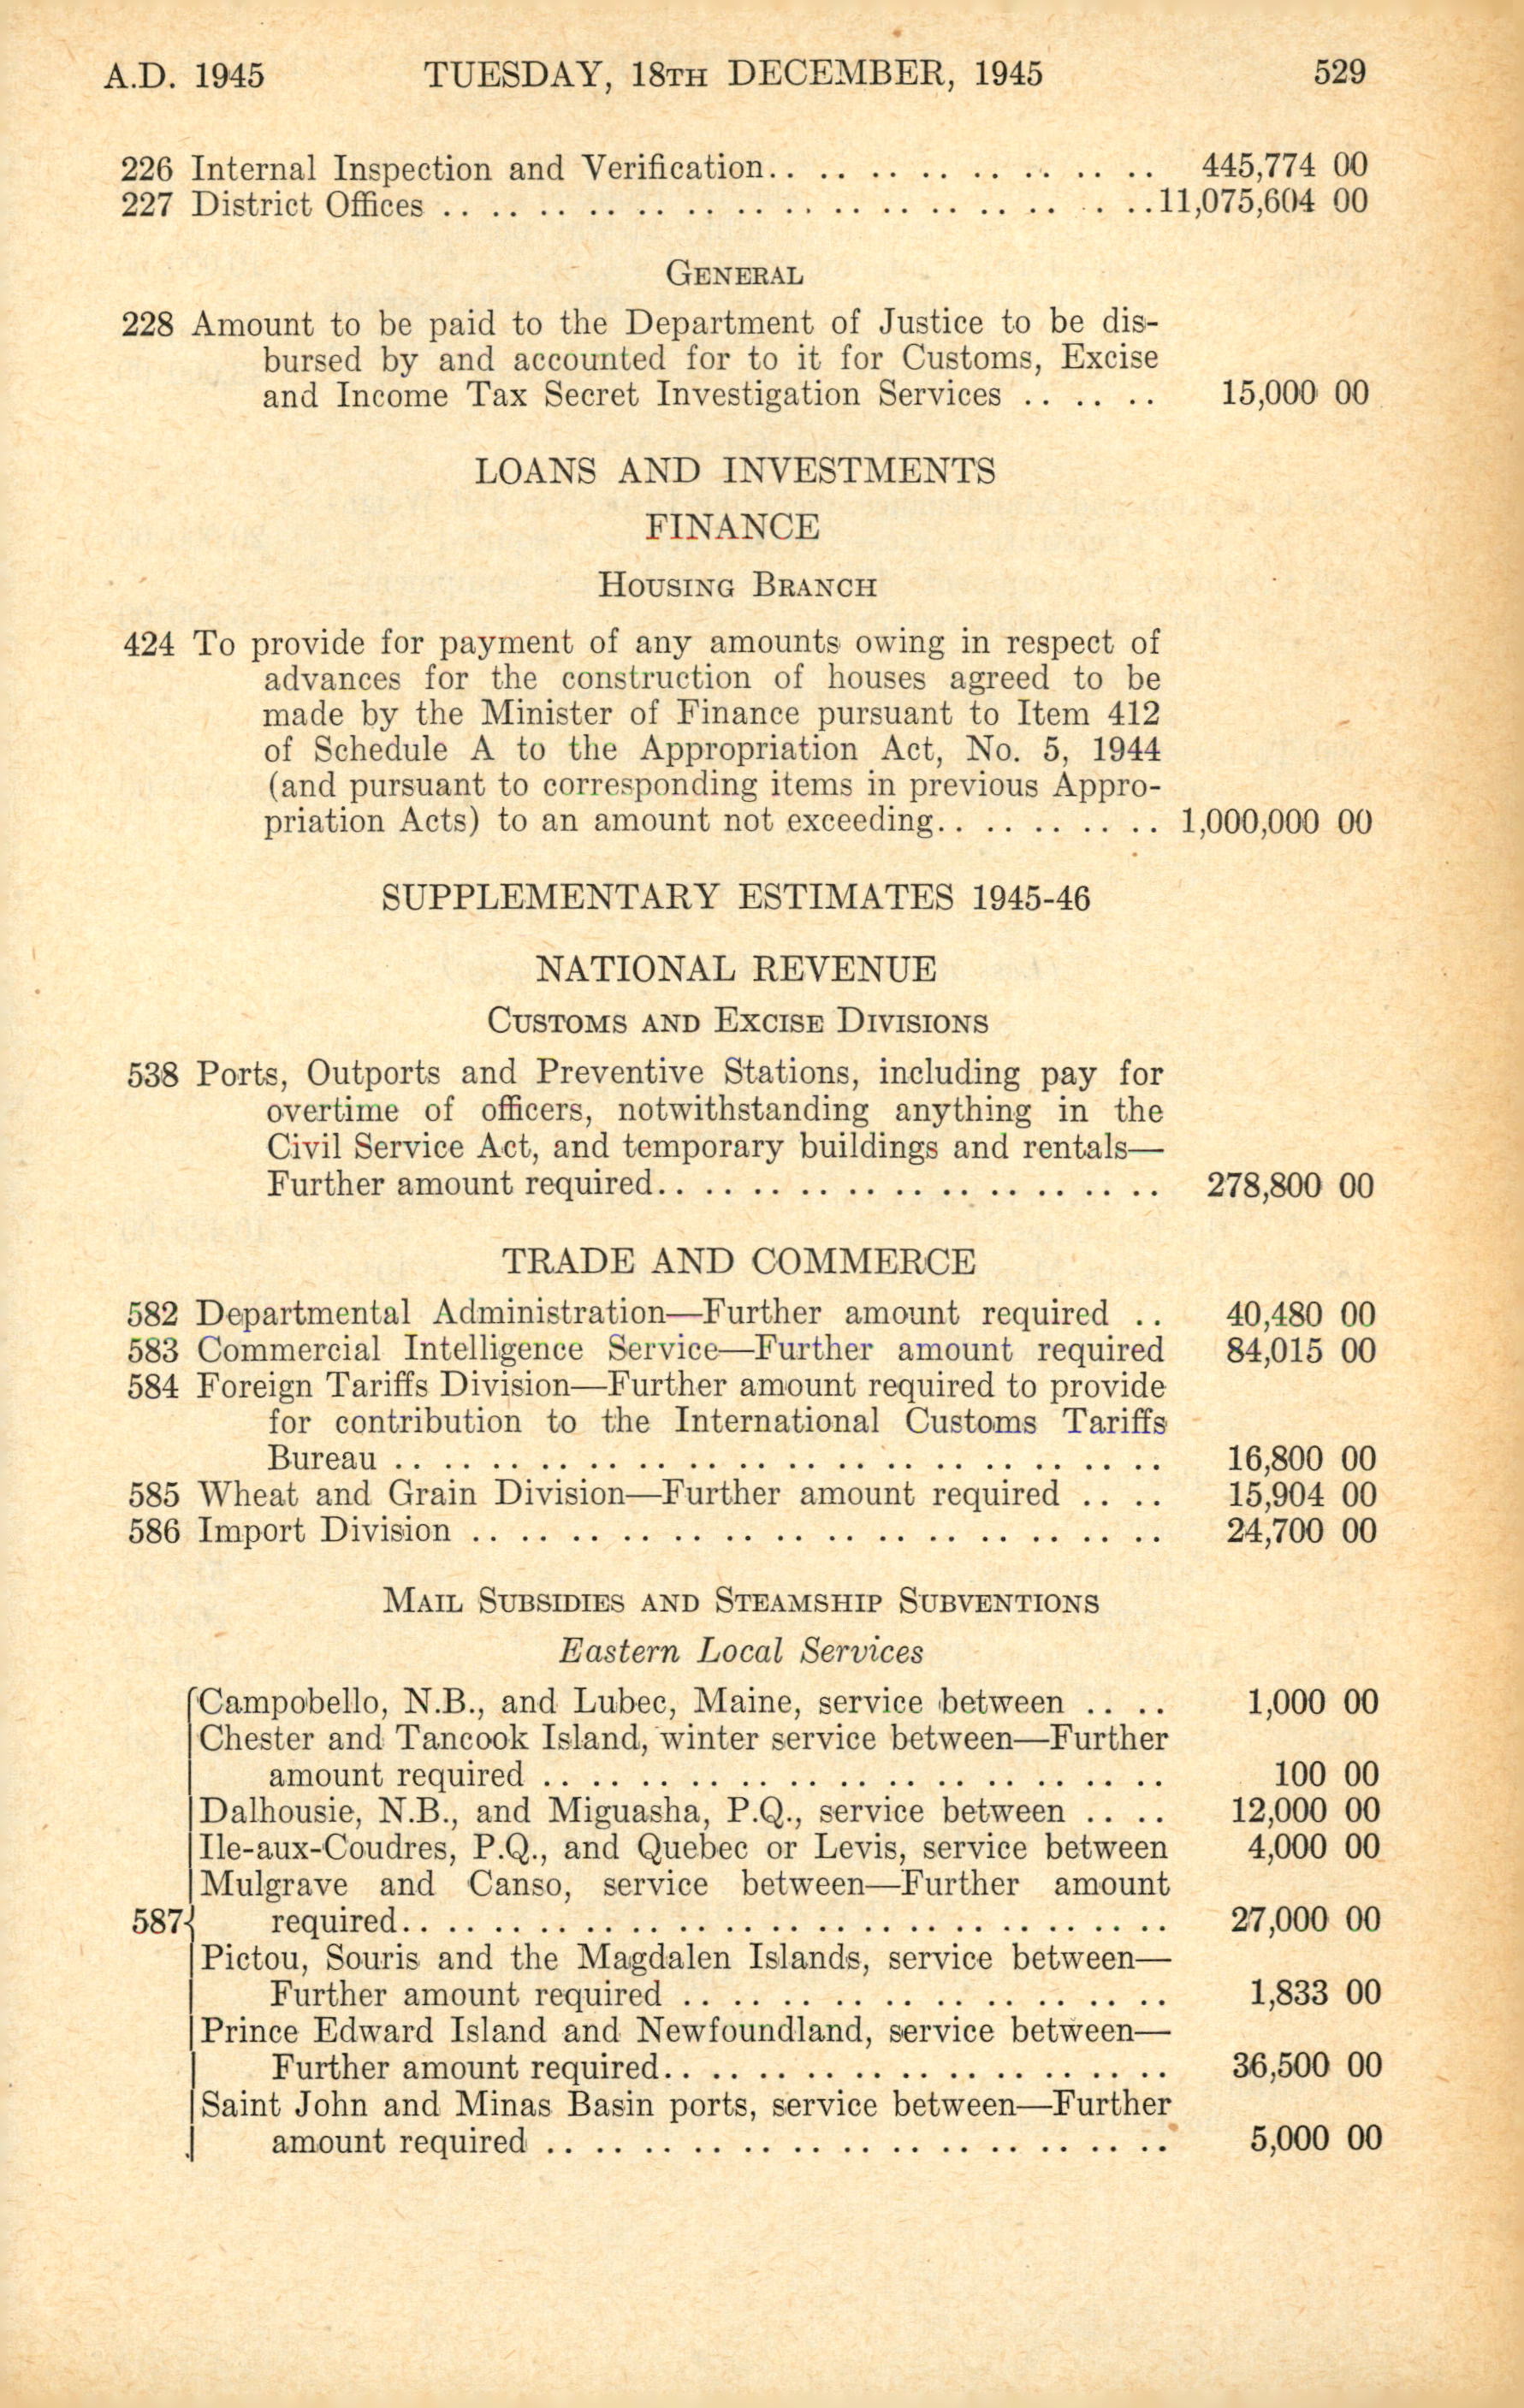 A.D. 1945 TUESDAY, 18TH DECEMBER, 1945 529
226 Internal Inspection and Verification. . . . . . . . . . . . . . . . 445,774 00
227 District Offices . . . . . . . . . . . . . . . . . . . . . . . . . . . . . .11,075,604 00
GENERAL
228 Amount to be paid to the Department of Justice to be dis-
bursed by and accounted for to it for Customs, Excise
and Income Tax Secret Investigation Services . . . . . . 15,000 00
LOANS AND INVESTMENTS
FINANCE
HOUSING BRANCH
424 To provide for payment of any amounts owing in respect of
advances for the construction of houses agreed to be
made by the Minister of Finance pursuant to Item 412
of Schedule A to the Appropriation Act, No. 5, 1944
(and pursuant to corresponding items in previous Appro-
priation Acts) to an amount not exceeding. . . . . . . . . . 1,000,000 00
SUPPLEMENTARY ESTIMATES 1945-46
NATIONAL REVENUE
CUSTOMS AND EXCISE DIVISIONS
538 Ports, Outports and Preventive Stations, including pay for
overtime of officers, notwithstanding anything in the
Civil Service Act, and temporary buildings and rentals—
Further amount required. . . . . . . . . . . . . . . . . . . . . . 278,800 00
TRADE AND COMMERCE
582 Departmental Administration—Further amount required . . 40,480 00
583 Commercial Intelligence Service—Further amount required 84,015 00
584 Foreign Tariffs Division—Further amount required to provide
for contribution to the International Customs Tariffs
Bureau . . . . . . . . . . . . . . . . . . . . . . . . . . . . . . . . 16,800 00
585 Wheat and Grain Division—Further amount required . . . . 15,904 00
586 Import Division . . . . . . . . . . . . . . . . . . . . . . . . . . . . 24,700 00
MAIL SUBSIDIES AND STEAMSHIP SUBVENTIONS
Eastern Local Services
Campobello, N.B., and Lubec, Maine, service between . . . . 1,000 00
Chester and Tancook Island, winter service between—Further
amount required . . . . . . . . . . . . . . . . . . . . . . . . . . 100 00
Dalhousie, N.B., and Miguasha, P.Q., service between . . . . 12,000 00
Ile-aux-Coudres, P.Q., and Quebec or Levis, service between 4,000 00
Mulgrave and Canso, service between—Further amount
587{ required. . . . . . . . . . . . . . . . . . . . . . . . . . . . . . . . . 27,000 00
Pictou, Souris and the Magdalen Islands, service between—
Further amount required . . . . . . . . . . . . . . . . . . . . 1,833 00
Prince Edward Island and Newfoundland, service between—
Further amount required. . . . . . . . . . . . . . . . . . . . . . 36,500 00
Saint John and Minas Basin ports, service between—Further
amount required . . . . . . . . . . . . . . . . . . . . . . . . . . 5,000 00